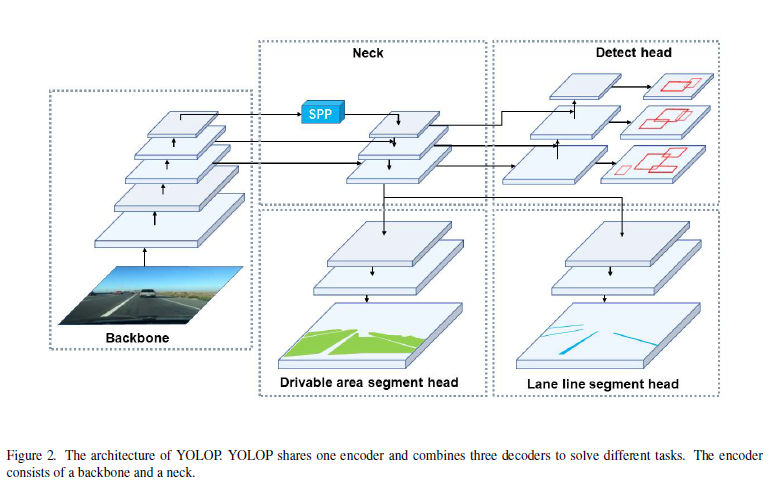 Neck
Detect head
SPP
Backbone
Drivable area segment head
Lane line segment head
Figure 2. The architecture of YOLOP. YOLOP shares one encoder and combines three decoders to solve different tasks. The encoder
consists of a backbone and a neck.